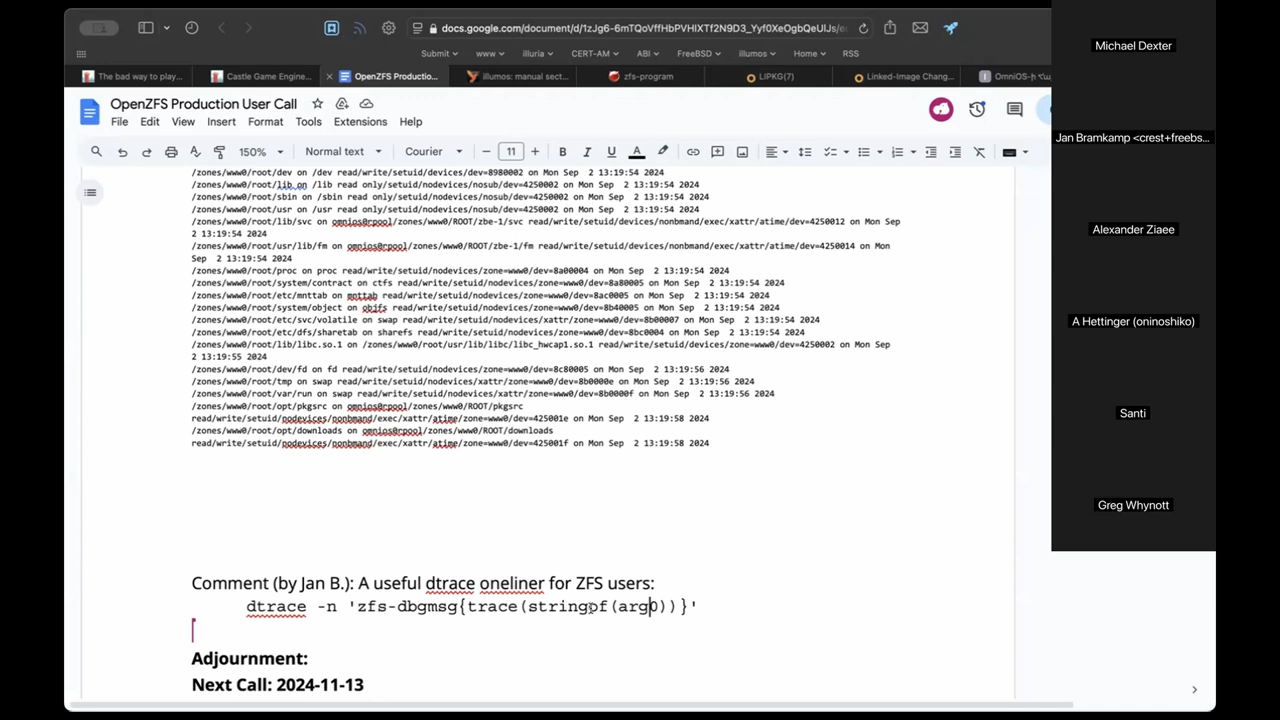 docs.google.com/document/d/1zJg6-6mTQoVffHbPVHIXTf2N9D3_Yyf0XeOgbQeUIJs/e
Submit www illuria CERT-AM ABI FreeBSD illumos Home RSS
The bad way to play... Castle Game Engine... OpenZFS Productio... illumos: manual sect... zfs-program LIPKG(7) Linked-Image Chang...
OpenZFS Production User Call
File Edit View Insert Format Tools Extensions Help
150% Normal text Courier 11
/zones/www0/root/dev on /dev read/write/setuid/devices/dev=8980002 on Mon Sep 2 13:19:54 2024
/zones/www0/root/lib on /lib read only/setuid/nodevices/nosub/dev=4250002 on Mon Sep 2 13:19:54 2024
/zones/www0/root/sbin on /sbin read only/setuid/nodevices/nosub/dev=4250002 on Mon Sep 2 13:19:54 2024
/zones/www0/root/usr on /usr read only/setuid/nodevices/nosub/dev=4250002 on Mon Sep 2 13:19:54 2024
/zones/www0/root/lib/svc on omnios@rpool/zones/www0/ROOT/zbe-1/svc read/write/setuid/devices/nonbmand/exec/xattr/atime/dev=4250012 on Mon Sep
2 13:19:54 2024
/zones/www0/root/usr/lib/fm on omnios@rpool/zones/www0/ROOT/zbe-1/fm read/write/setuid/devices/nonbmand/exec/xattr/atime/dev=4250014 on Mon
Sep 2 13:19:54 2024
/zones/www0/root/proc on proc read/write/setuid/nodevices/zone=www0/dev=8a00004 on Mon Sep 2 13:19:54 2024
/zones/www0/root/system/contract on ctfs read/write/setuid/nodevices/zone=www0/dev=8a80005 on Mon Sep 2 13:19:54 2024
/zones/www0/root/etc/mnttab on mnttab read/write/setuid/nodevices/zone=www0/dev=8ac0005 on Mon Sep 2 13:19:54 2024
/zones/www0/root/system/object on objfs read/write/setuid/nodevices/zone=www0/dev=8b40005 on Mon Sep 2 13:19:54 2024
/zones/www0/root/etc/svc/volatile on swap read/write/setuid/nodevices/xattr/zone=www0/dev=8b00007 on Mon Sep 2 13:19:54 2024
/zones/www0/root/etc/dfs/sharetab on sharefs read/write/setuid/nodevices/zone=www0/dev=8bc0004 on Mon Sep 2 13:19:54 2024
/zones/www0/root/lib/libc.so.1 on /zones/www0/root/usr/lib/libc/libc_hwcap1.so.1 read/write/setuid/devices/zone=www0/dev=4250002 on Mon Sep
2 13:19:55 2024
/zones/www0/root/dev/fd on fd read/write/setuid/nodevices/zone=www0/dev=8c80005 on Mon Sep 2 13:19:56 2024
/zones/www0/root/tmp on swap read/write/setuid/nodevices/xattr/zone=www0/dev=8b0000e on Mon Sep 2 13:19:56 2024
/zones/www0/root/var/run on swap read/write/setuid/nodevices/xattr/zone=www0/dev=8b0000f on Mon Sep 2 13:19:56 2024
/zones/www0/root/opt/pkgsrc on omnios@rpool/zones/www0/ROOT/pkgsrc
read/write/setuid/nodevices/nonbmand/exec/xattr/atime/zone=www0/dev=425001e on Mon Sep 2 13:19:58 2024
/zones/www0/root/opt/downloads on omnios@rpool/zones/www0/ROOT/downloads
read/write/setuid/nodevices/nonbmand/exec/xattr/atime/zone=www0/dev=425001f on Mon Sep 2 13:19:58 2024
Comment (by Jan B.): A useful dtrace oneliner for ZFS users:
dtrace -n 'zfs-dbgmsg{trace(stringof(arg0))}'
Adjournment:
Next Call: 2024-11-13
Michael Dexter
Jan Bramkamp <crest+freebs...
Alexander Ziaee
A Hettinger (oninoshiko)
Santi
Greg Whynott